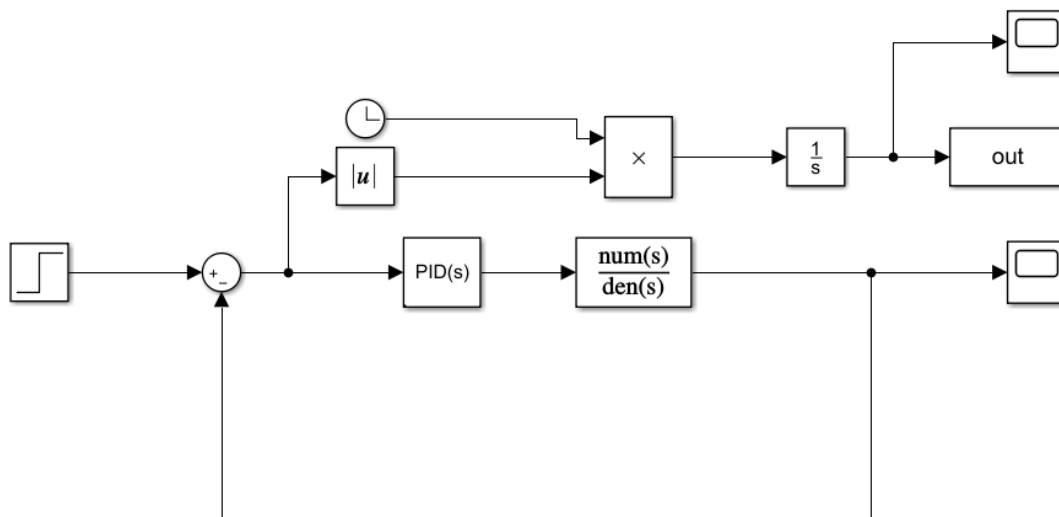 ×
1
s
out
|u|
+
−
PID(s)
num(s)
den(s)